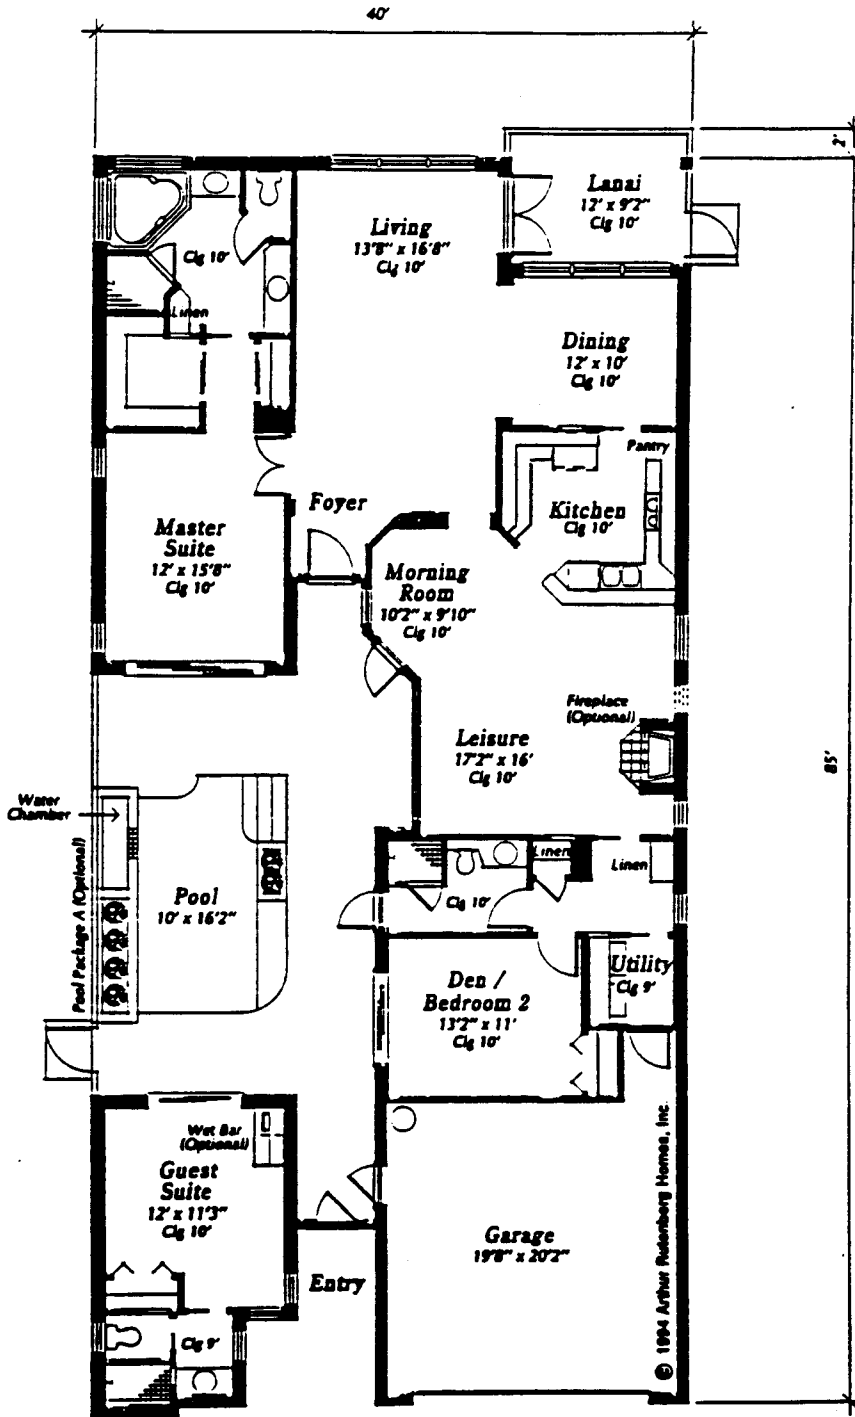 40'
2'
Lanai
12' x 9'2"
Clg 10'
Living
13'8" x 16'8"
Clg 10'
Clg 10'
Linen
Dining
12' x 10'
Clg 10'
Pantry
Kitchen
Clg 10'
Foyer
Master
Suite
12' x 15'8"
Clg 10'
Morning
Room
10'2" x 9'10"
Clg 10'
Fireplace
(Optional)
Leisure
17'2" x 16'
Clg 10'
85'
Water
Chamber
Pool Package A (Optional)
Pool
10' x 16'2"
Linen
Linen
Clg 10'
Utility
Clg 9'
Den /
Bedroom 2
13'2" x 11'
Clg 10'
Wet Bar
(Optional)
Guest
Suite
12' x 11'3"
Clg 10'
Entry
Garage
19'8" x 20'2"
Clg 9'
© 1994 Arthur Rutenberg Homes, Inc.